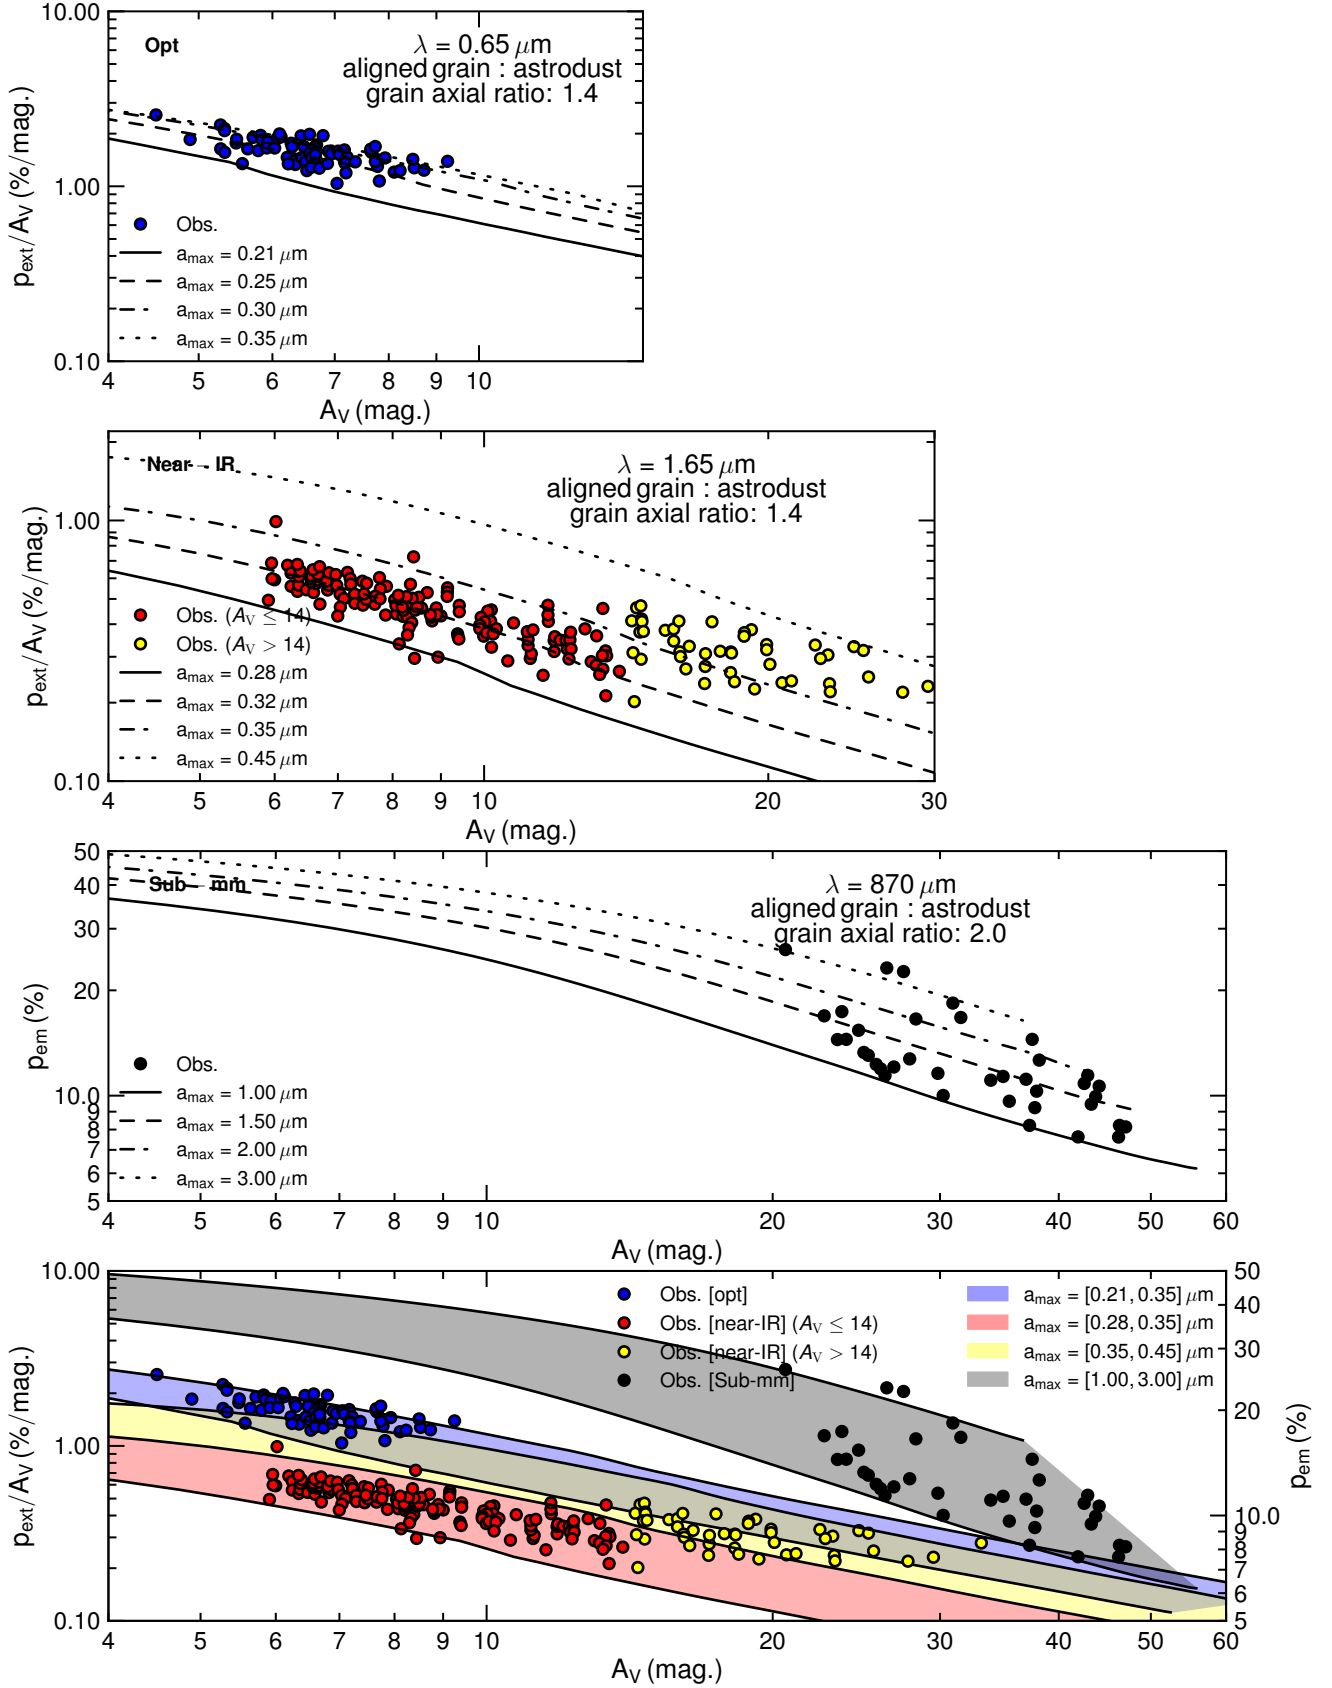 10.00
Opt
λ = 0.65 μm
aligned grain : astrodust
grain axial ratio: 1.4
p_ext/A_V (%/mag.)
1.00
Obs.
a_max = 0.21 μm
a_max = 0.25 μm
a_max = 0.30 μm
a_max = 0.35 μm
0.10
4 5 6 7 8 9 10
A_V (mag.)
Near − IR
λ = 1.65 μm
aligned grain : astrodust
grain axial ratio: 1.4
p_ext/A_V (%/mag.)
1.00
Obs. (A_V ≤ 14)
Obs. (A_V > 14)
a_max = 0.28 μm
a_max = 0.32 μm
a_max = 0.35 μm
a_max = 0.45 μm
0.10
4 5 6 7 8 9 10 20 30
A_V (mag.)
50
40
30
20
10.0
9
8
7
6
5
Sub − mm
λ = 870 μm
aligned grain : astrodust
grain axial ratio: 2.0
p_em (%)
Obs.
a_max = 1.00 μm
a_max = 1.50 μm
a_max = 2.00 μm
a_max = 3.00 μm
4 5 6 7 8 9 10 20 30 40 50 60
A_V (mag.)
10.00
1.00
0.10
p_ext/A_V (%/mag.)
Obs. [opt]
Obs. [near-IR] (A_V ≤ 14)
Obs. [near-IR] (A_V > 14)
Obs. [Sub-mm]
a_max = [0.21, 0.35] μm
a_max = [0.28, 0.35] μm
a_max = [0.35, 0.45] μm
a_max = [1.00, 3.00] μm
50
40
30
20
10.0
9
8
7
6
5
p_em (%)
4 5 6 7 8 9 10 20 30 40 50 60
A_V (mag.)